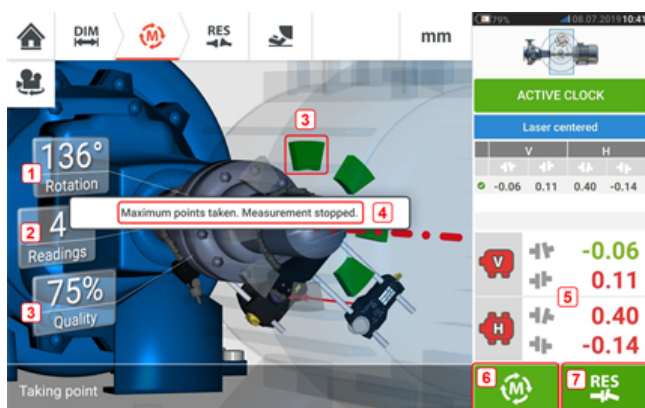 DIM
M
RES
mm
79%
08.07.2019 10:41
ACTIVE CLOCK
Laser centered
V H
-0.06 0.11 0.40 -0.14
3
136°
1
Rotation
Maximum points taken. Measurement stopped. 4
4
2
Readings
75%
3
Quality
V -0.06
0.11
5
H 0.40
-0.14
Taking point
6 M
7 RES